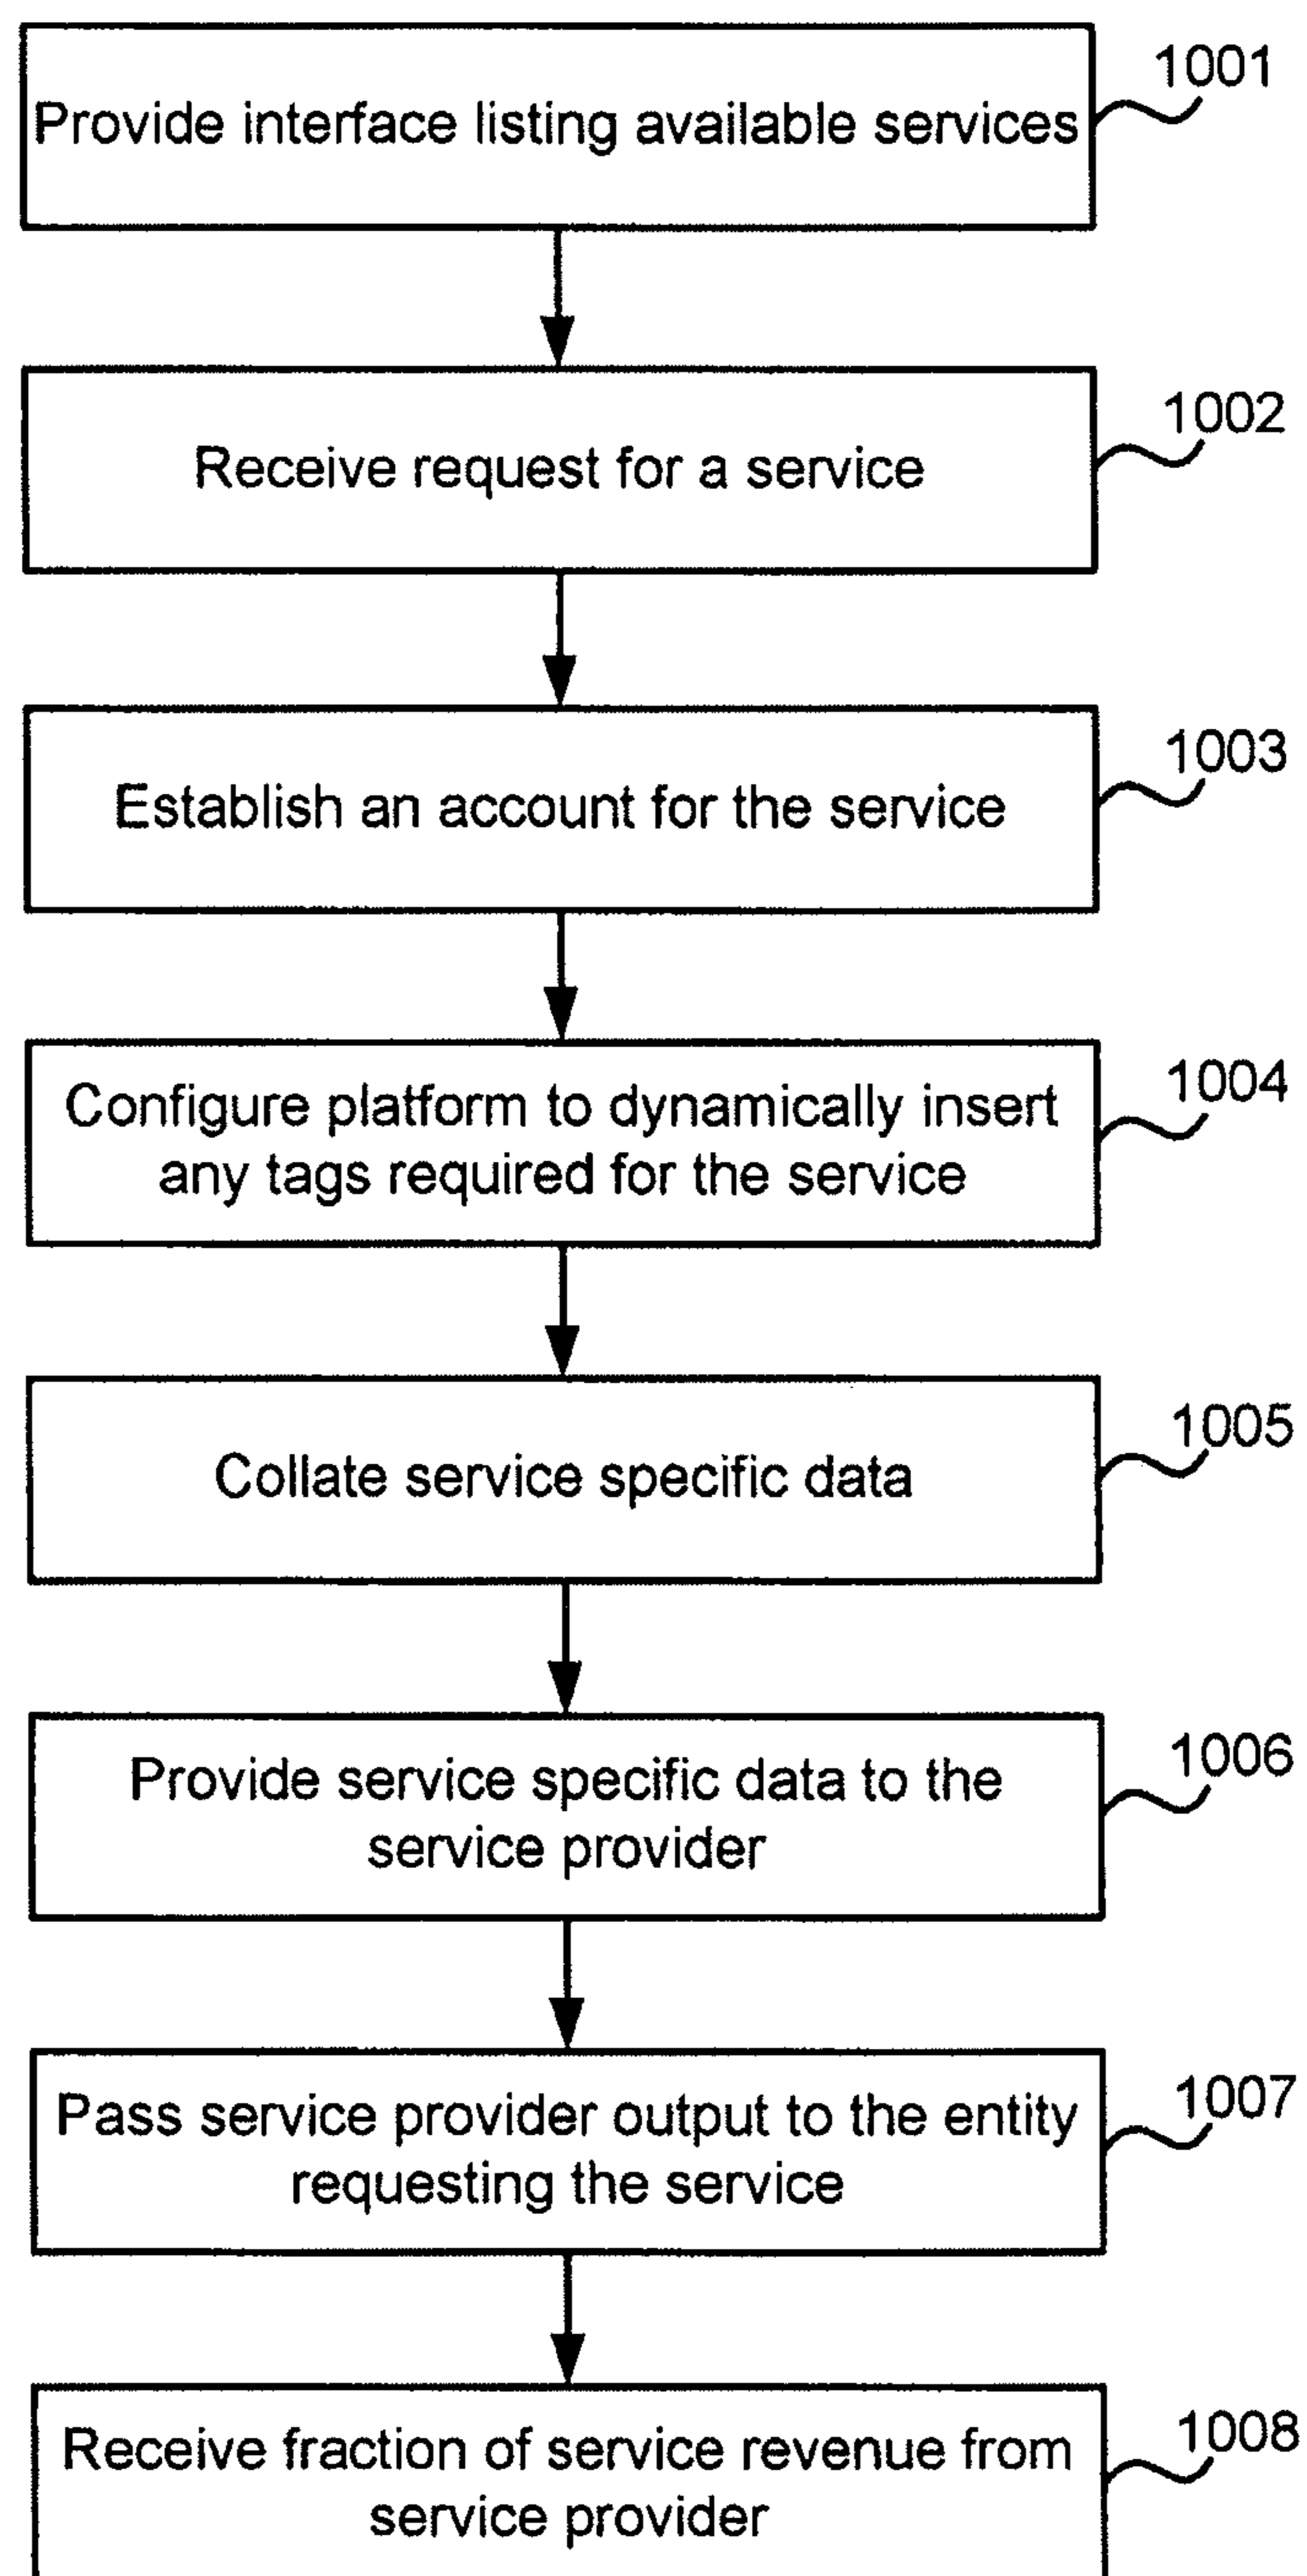 Provide interface listing available services
1001
Receive request for a service
1002
Establish an account for the service
1003
Configure platform to dynamically insert
any tags required for the service
1004
Collate service specific data
1005
Provide service specific data to the
service provider
1006
Pass service provider output to the entity
requesting the service
1007
Receive fraction of service revenue from
service provider
1008